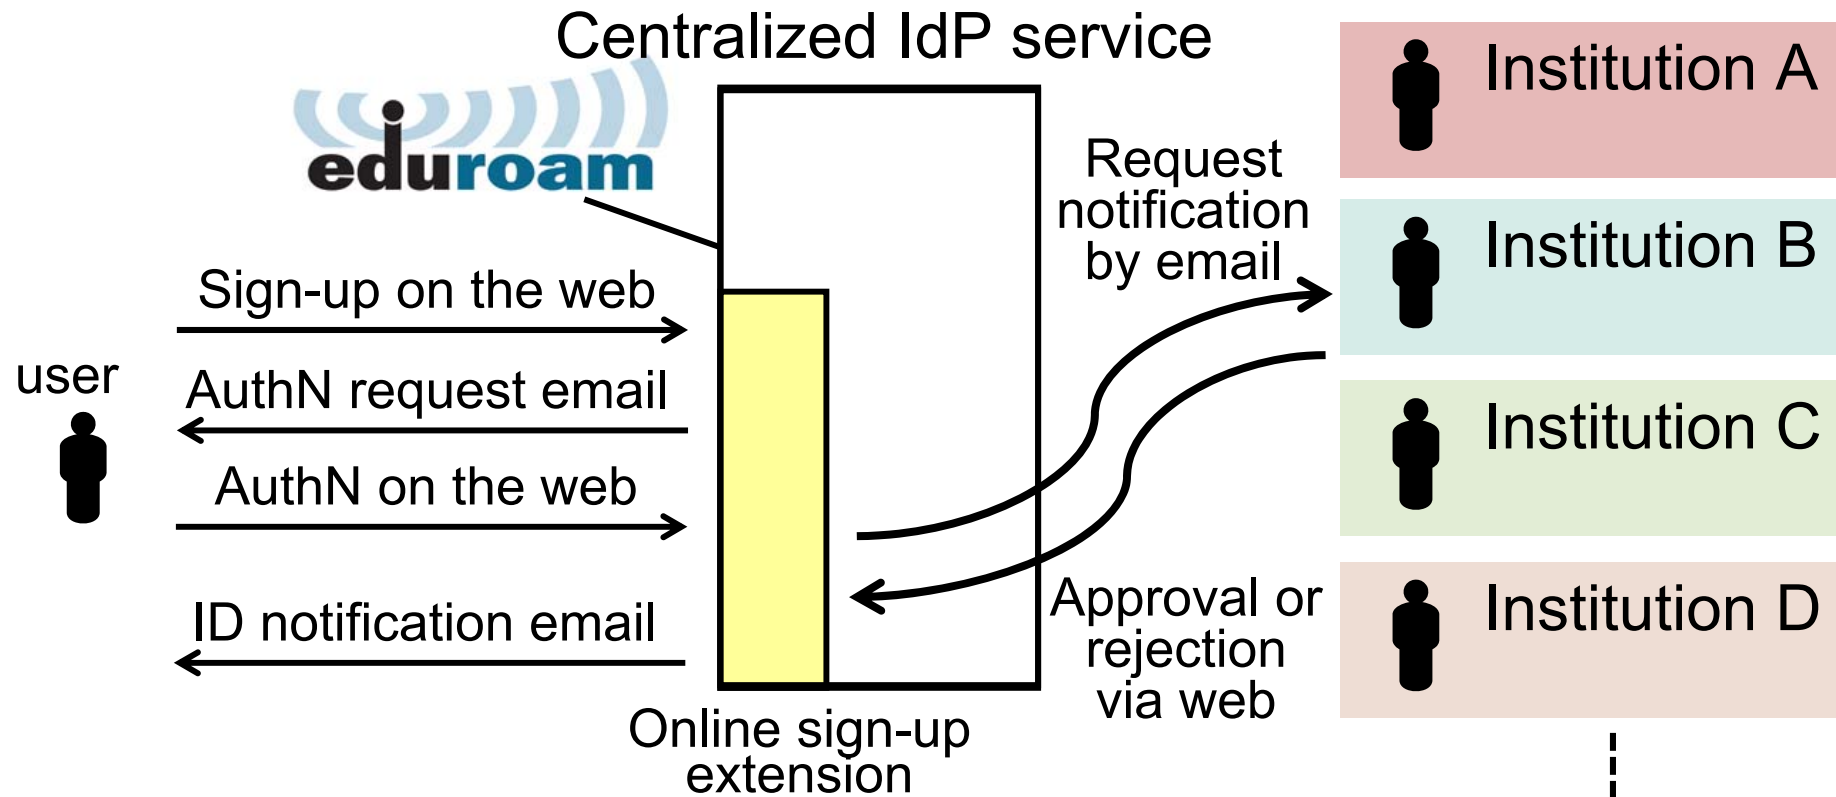 Centralized IdP service
eduroam
Sign-up on the web
user
AuthN request email
AuthN on the web
ID notification email
Online sign-up
extension
Request
notification
by email
Approval or
rejection
via web
Institution A
Institution B
Institution C
Institution D